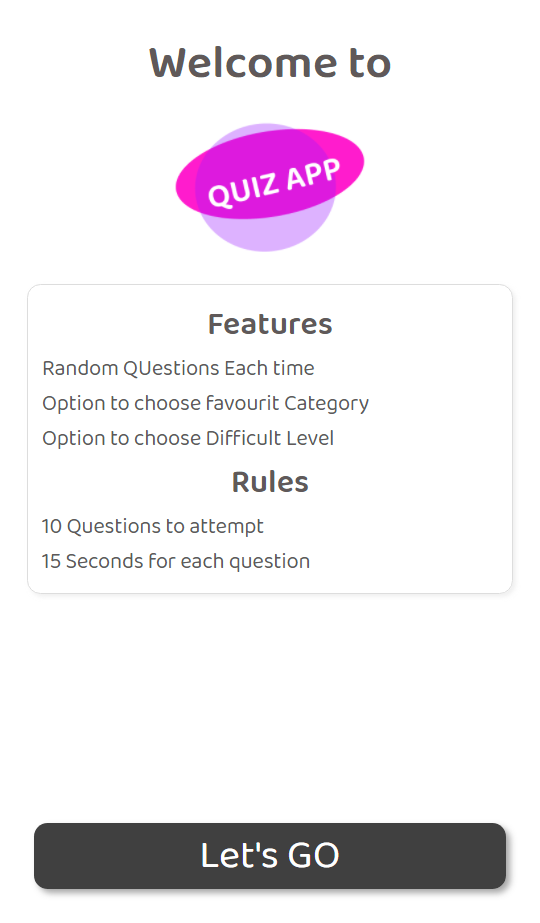 Welcome to
QUIZ APP
Features
Random QUestions Each time
Option to choose favourit Category
Option to choose Difficult Level
Rules
10 Questions to attempt
15 Seconds for each question
Let's GO